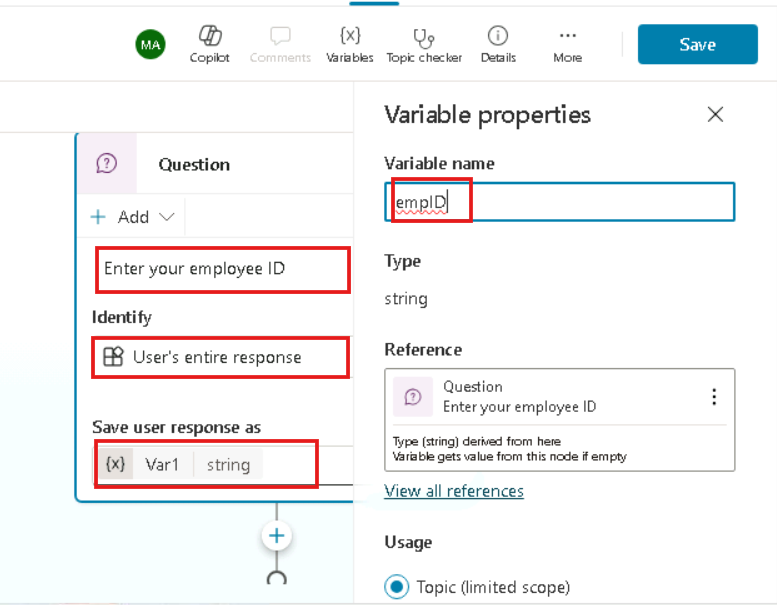 MA
Copilot
Comments
{x}
Variables
Topic checker
Details
More
Save
Question
Add
Enter your employee ID
Identify
User's entire response
Save user response as
{x} Var1 string
Variable properties
Variable name
empID
Type
string
Reference
Question
Enter your employee ID
Type (string) derived from here
Variable gets value from this node if empty
View all references
Usage
Topic (limited scope)